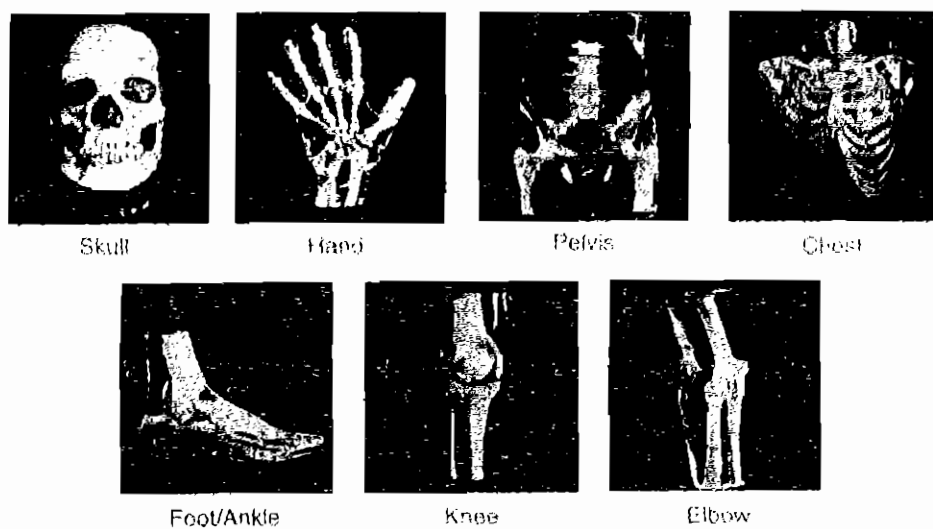 Skull
Hand
Pelvis
Chest
Foot/Ankle
Knee
Elbow